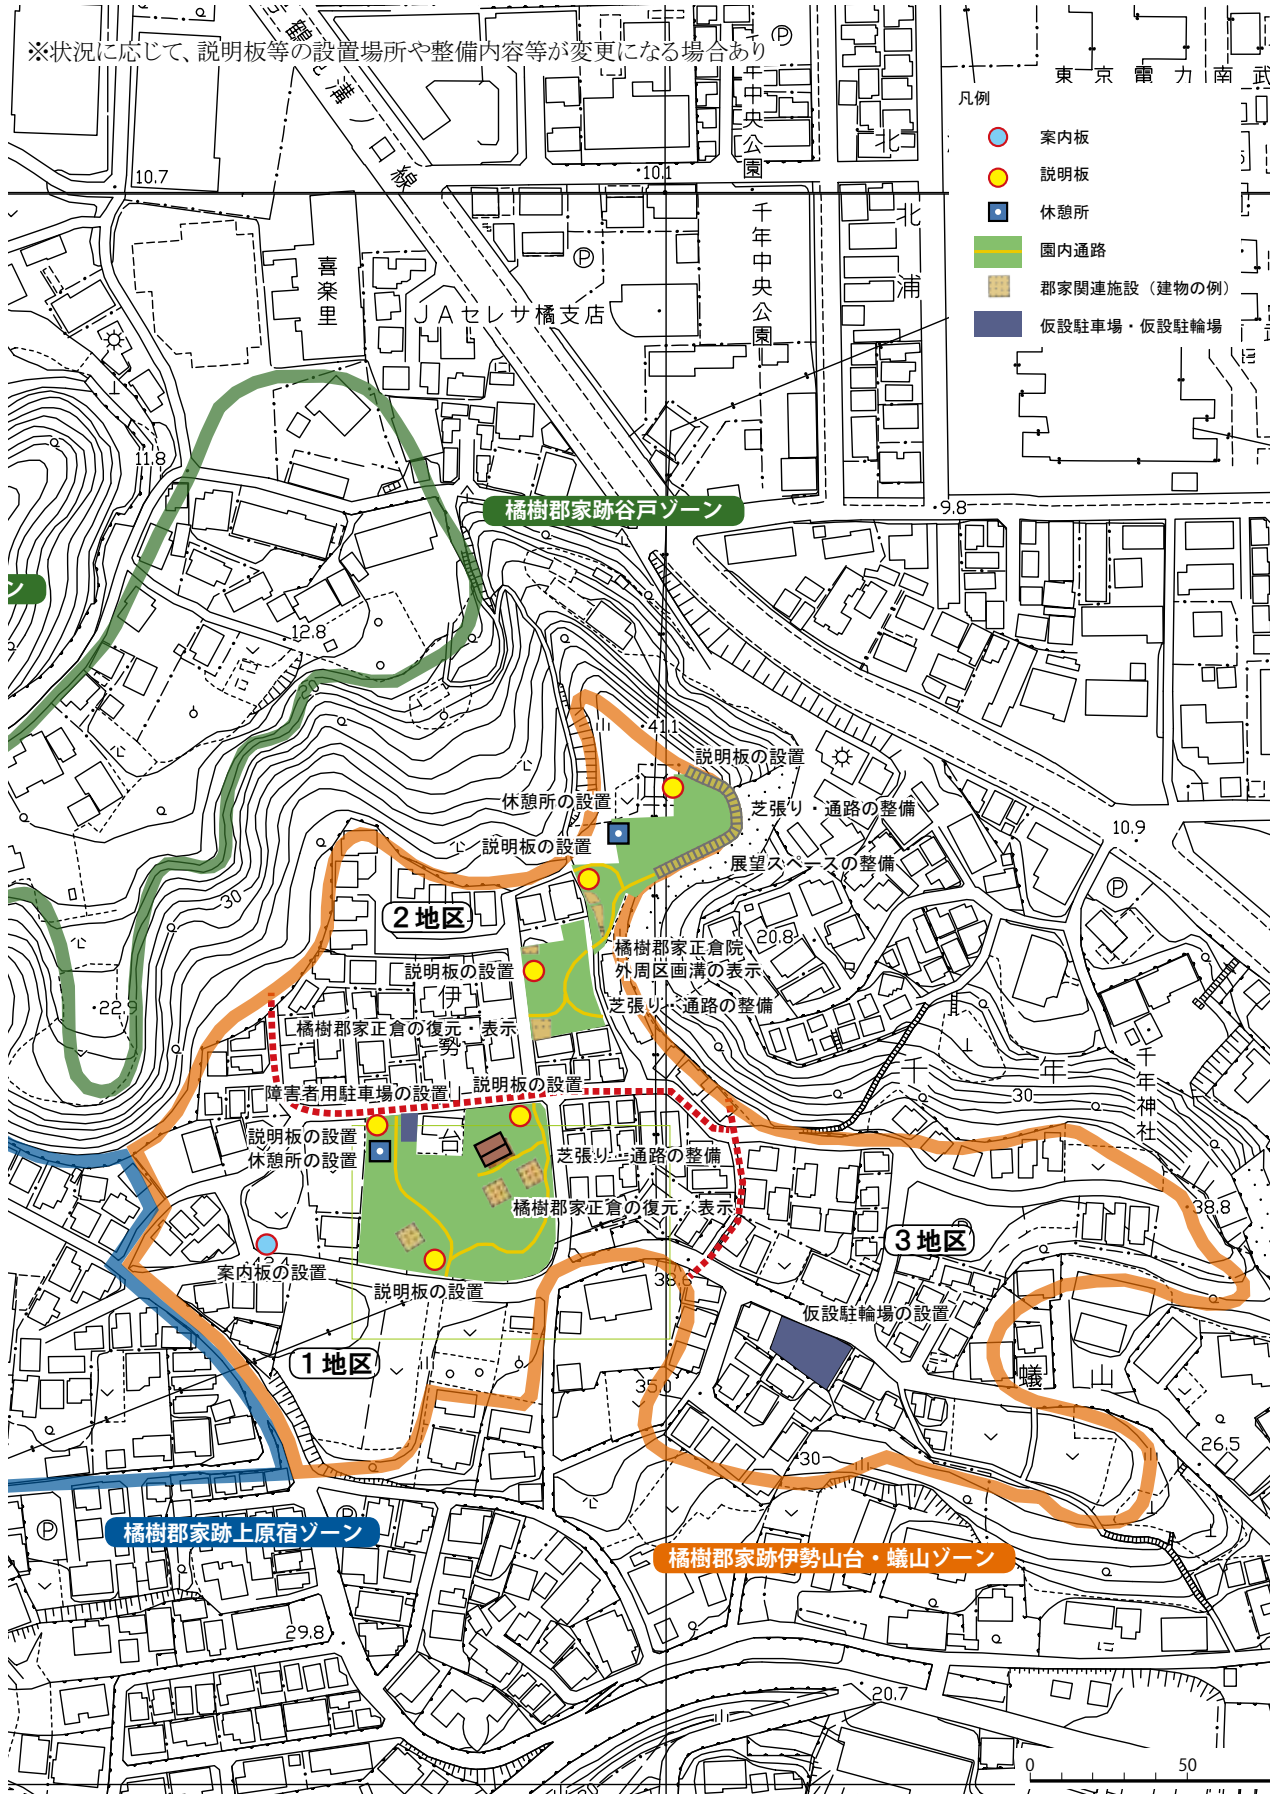 ※状況に応じて、説明板等の設置場所や整備内容等が変更になる場合あり
鶴見溝ノ口線
千年中央公園
東京電力南武
凡例
案内板
説明板
休憩所
園内通路
郡家関連施設（建物の例）
仮設駐車場・仮設駐輪場
北
10.7
10.1
北浦
千年中央公園
喜楽里
JAセレサ橘支店
11.8
橘樹郡家跡谷戸ゾーン
9.8
ン
12.8
20
41.1
説明板の設置
休憩所の設置
芝張り・通路の整備
10.9
説明板の設置
展望スペースの整備
30
2地区
20.8
橘樹郡家正倉院
外周区画溝の表示
説明板の設置
伊勢台
22.9
芝張り・通路の整備
橘樹郡家正倉の復元・表示
千年
千年神社
30
障害者用駐車場の設置
説明板の設置
説明板の設置
休憩所の設置
芝張り・通路の整備
橘樹郡家正倉の復元・表示
38.8
3地区
案内板の設置
38.6
説明板の設置
仮設駐輪場の設置
1地区
35.0
蟻山
26.5
30
橘樹郡家跡上原宿ゾーン
橘樹郡家跡伊勢山台・蟻山ゾーン
29.8
20.7
0
50